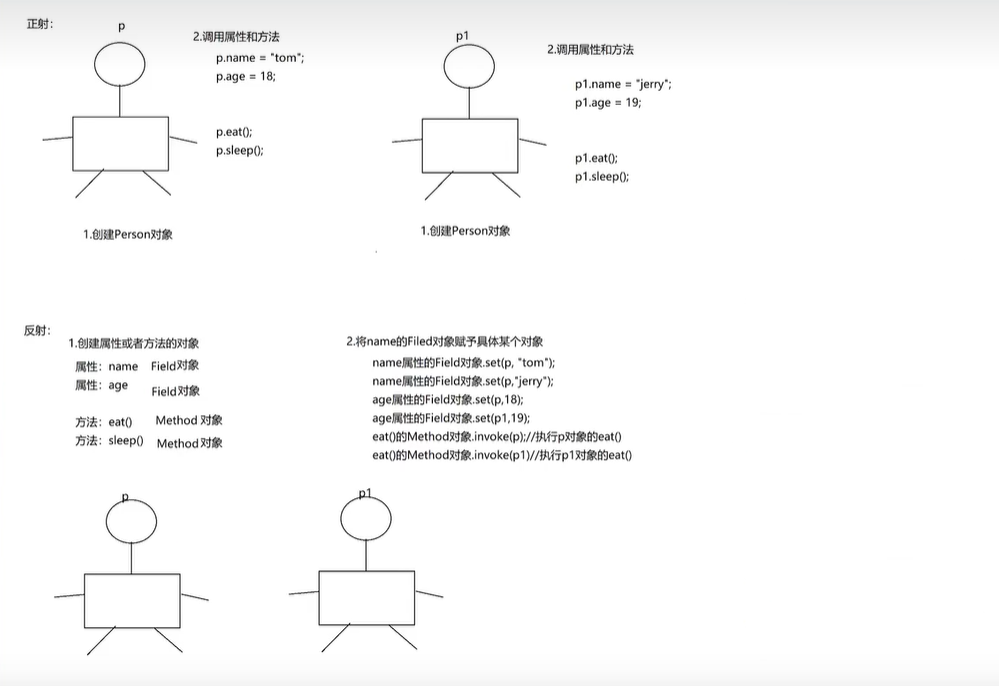 正射：
p
2.调用属性和方法
p.name = "tom";
p.age = 18;
p.eat();
p.sleep();
1.创建Person对象
p1
2.调用属性和方法
p1.name = "jerry";
p1.age = 19;
p1.eat();
p1.sleep();
1.创建Person对象
反射：
1.创建属性或者方法的对象
属性：name Field对象
属性：age Field对象
方法：eat() Method 对象
方法：sleep() Method对象
2.将name的Filed对象赋予具体某个对象
name属性的Field对象.set(p, "tom");
name属性的Field对象.set(p,"jerry");
age属性的Field对象.set(p,18);
age属性的Field对象.set(p1,19);
eat()的Method对象.invoke(p);//执行p对象的eat()
eat()的Method对象.invoke(p1)//执行p1对象的eat()
p
p1